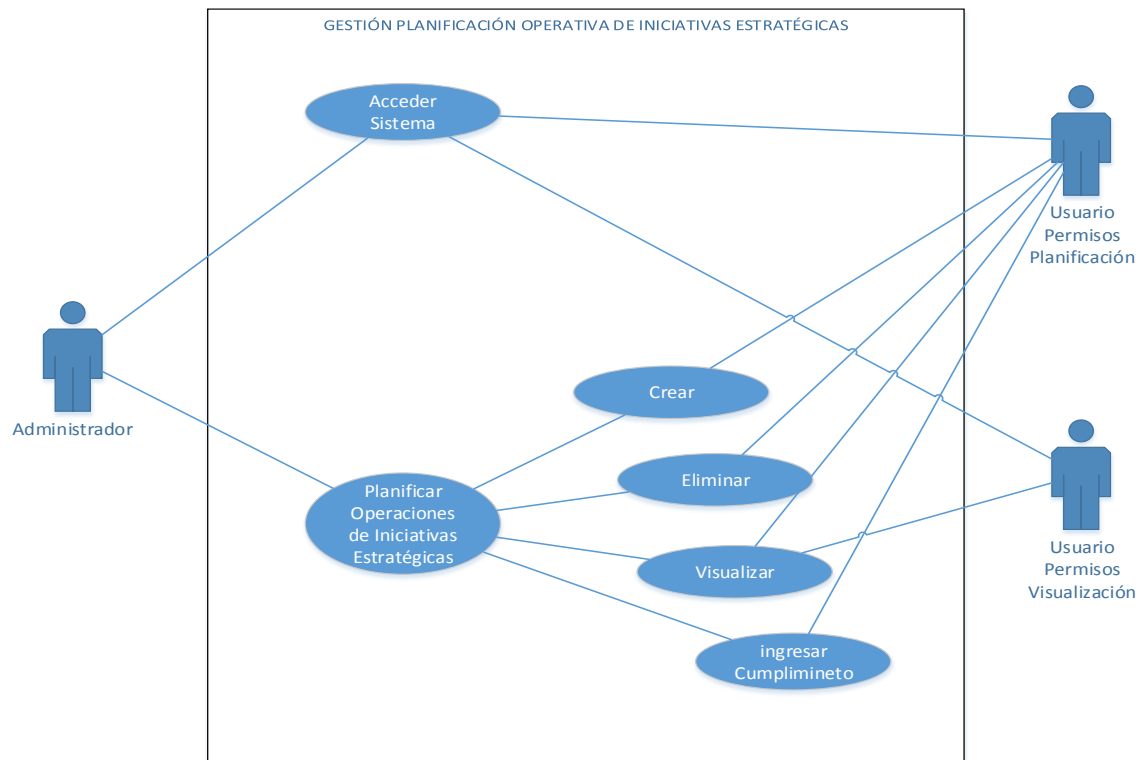 GESTIÓN PLANIFICACIÓN OPERATIVA DE INICIATIVAS ESTRATÉGICAS
Acceder
Sistema
Usuario
Permisos
Planificación
Administrador
Crear
Eliminar
Planificar
Operaciones
de Iniciativas
Estratégicas
Visualizar
Usuario
Permisos
Visualización
ingresar
Cumplimineto